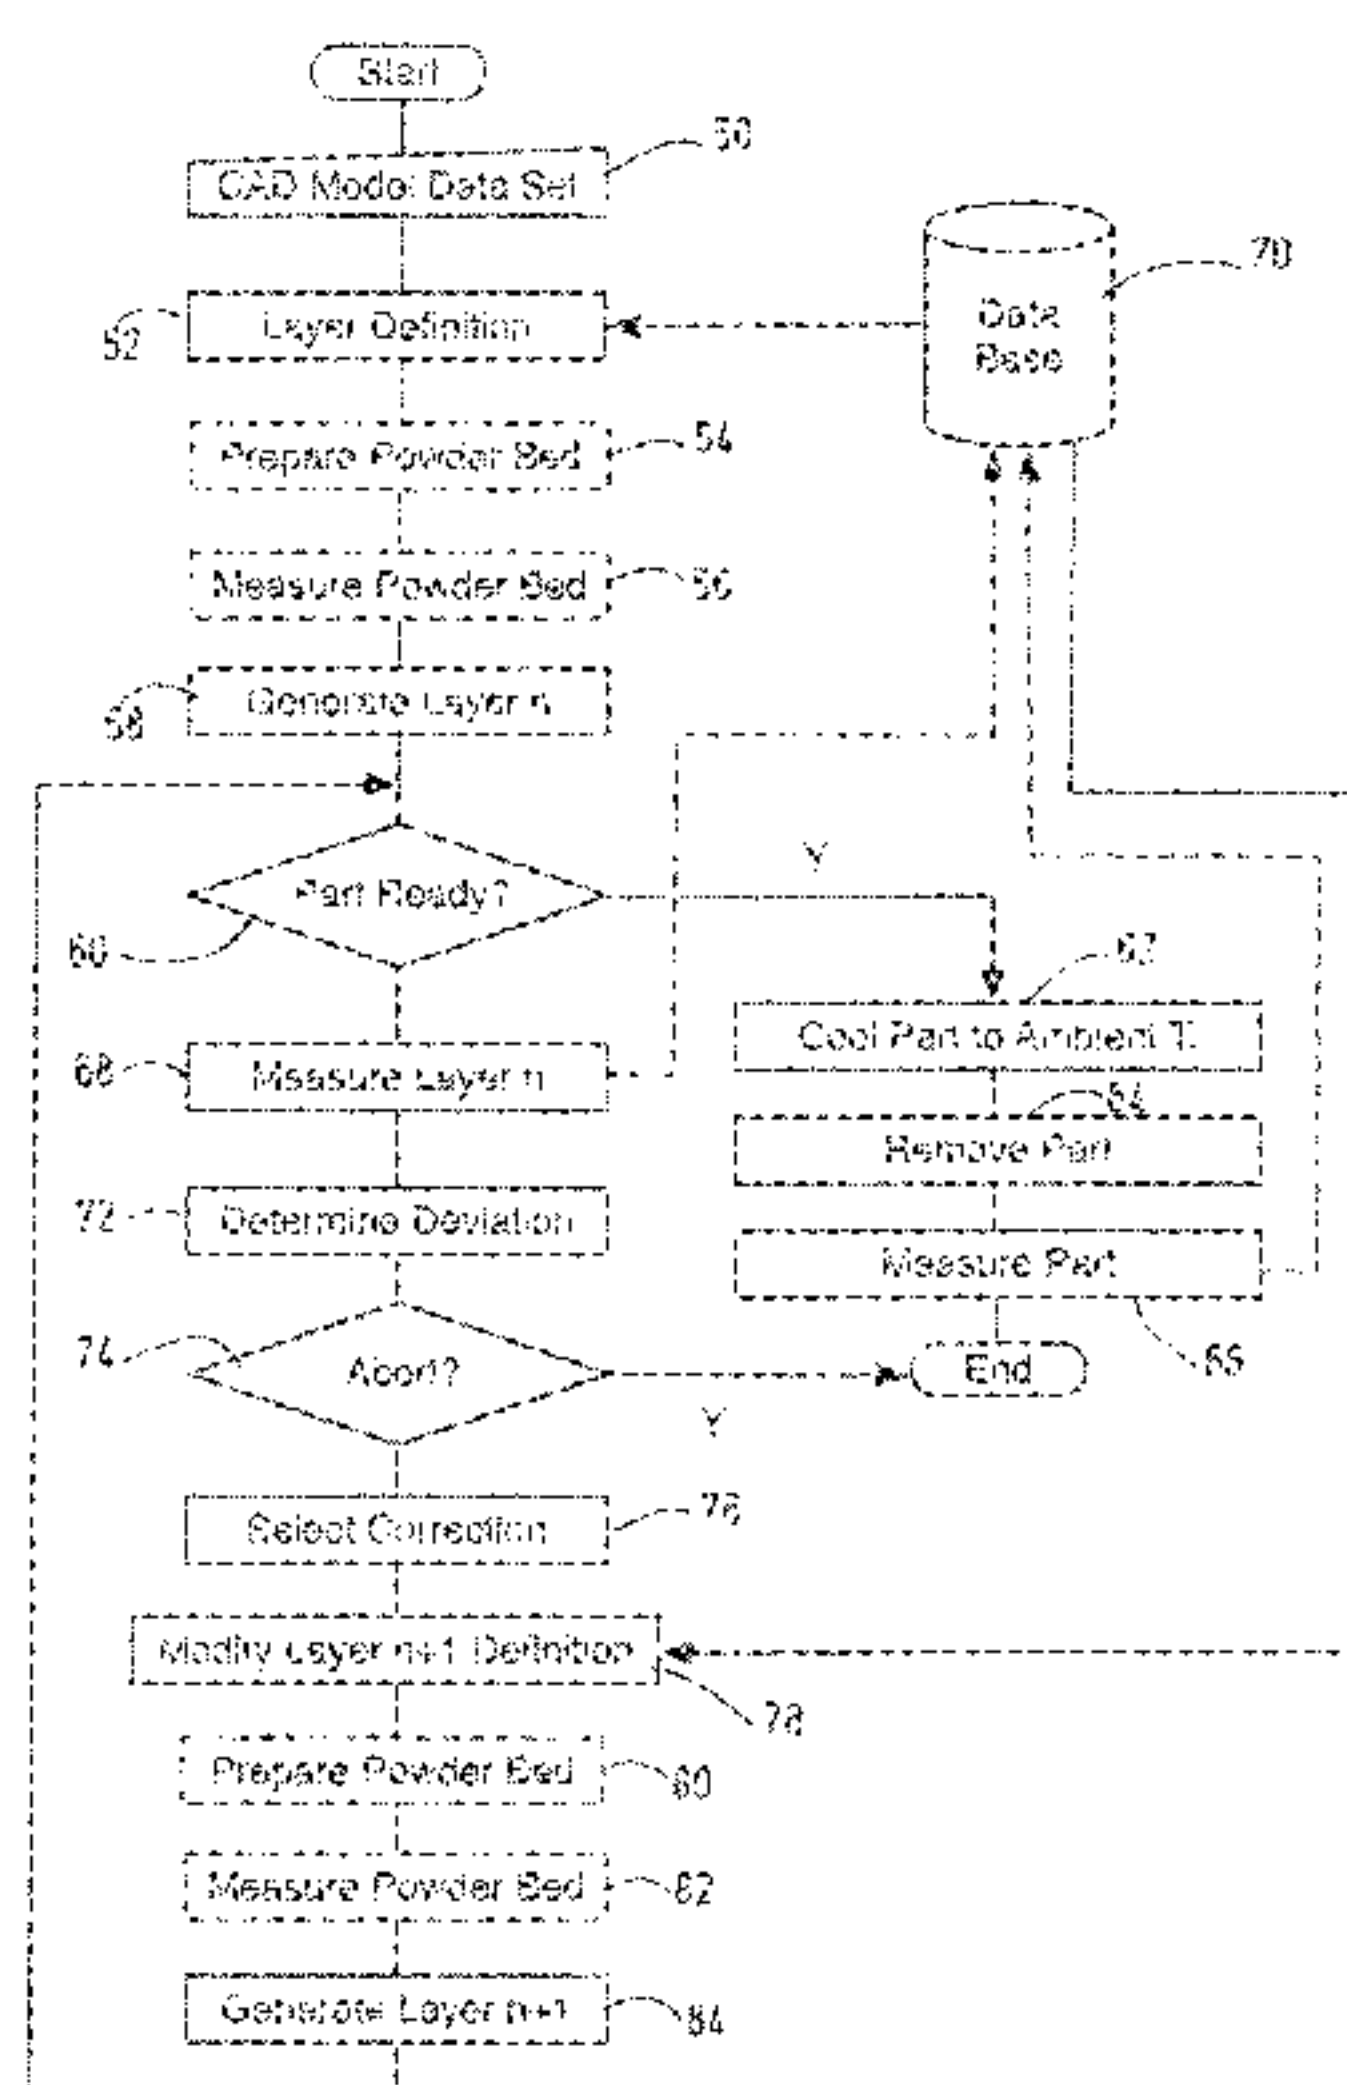 Start
50
CAD Model Data Set
70
52
Layer Definition
Data
Base
Prepare Powder Bed
54
Measure Powder Bed
56
58
Generate Layer n
Y
Part Ready?
60
62
Cool Part to Ambient T.
68
Measure Layer n
64
Remove Part
72
Determine Deviation
Measure Part
74
Abort?
End
66
Y
Select Correction
76
Modify Layer n+1 Definition
78
Prepare Powder Bed
80
Measure Powder Bed
82
Generate Layer n+1
84